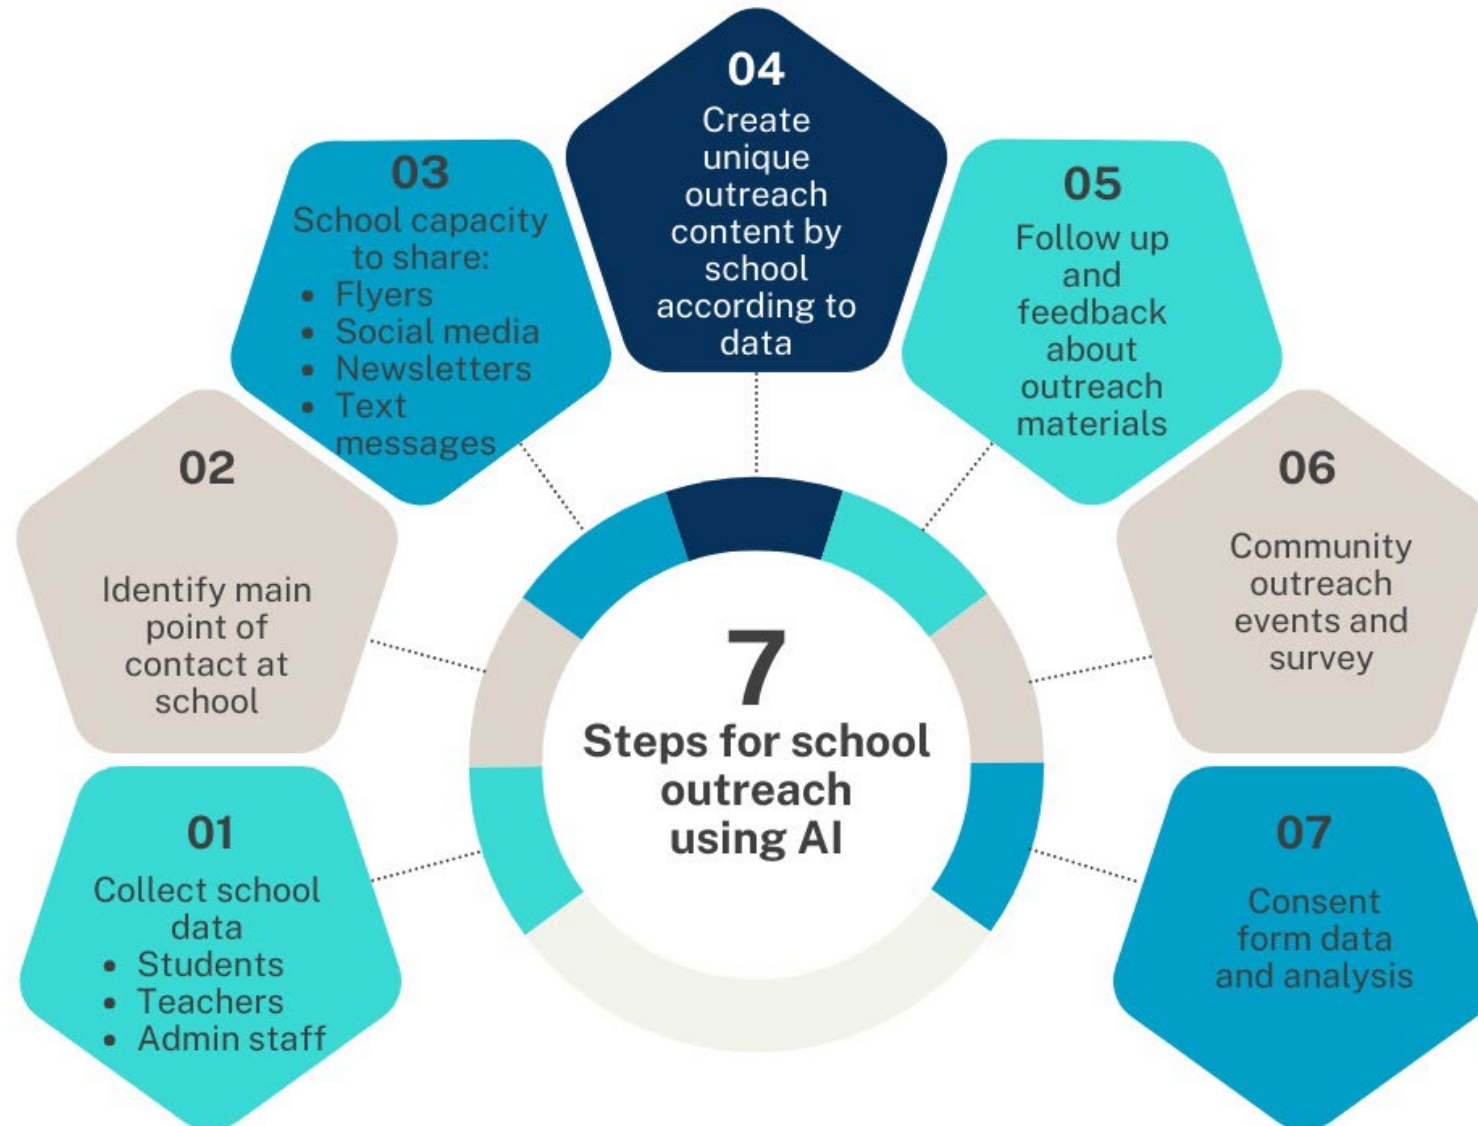 01
Collect school
data
• Students
• Teachers
• Admin staff
02
Identify main
point of
contact at
school
03
School capacity
to share:
• Flyers
• Social media
• Newsletters
• Text
messages
04
Create
unique
outreach
content by
school
according to
data
05
Follow up
and
feedback
about
outreach
materials
06
Community
outreach
events and
survey
07
Consent
form data
and analysis
7
Steps for school
outreach
using AI